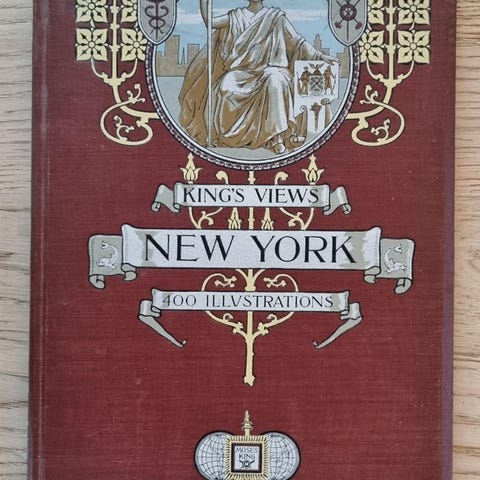 KING'S VIEWS
NEW YORK
400 ILLVSTRATIONS
MOSES
KING